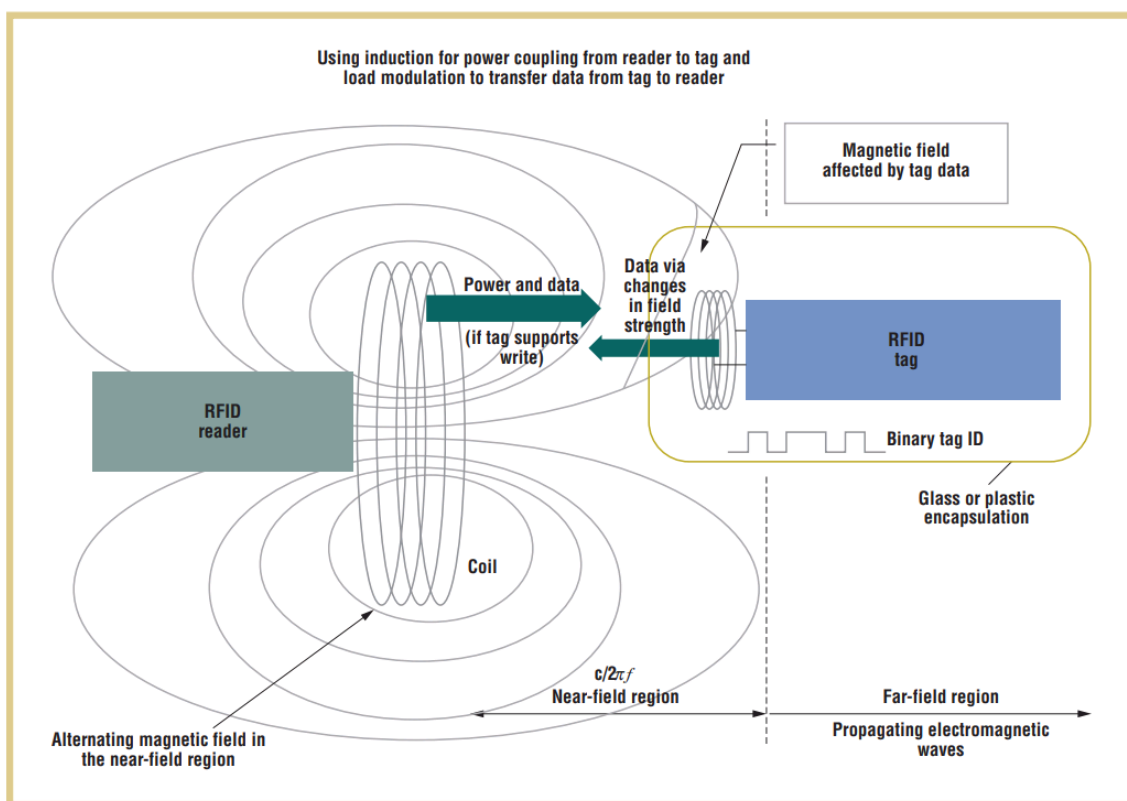 Using induction for power coupling from reader to tag and
load modulation to transfer data from tag to reader
Magnetic field
affected by tag data
Power and data
(if tag supports
write)
Data via
changes
in field
strength
RFID
tag
RFID
reader
Binary tag ID
Glass or plastic
encapsulation
Coil
c/2πf
Near-field region
Far-field region
Propagating electromagnetic
waves
Alternating magnetic field in
the near-field region